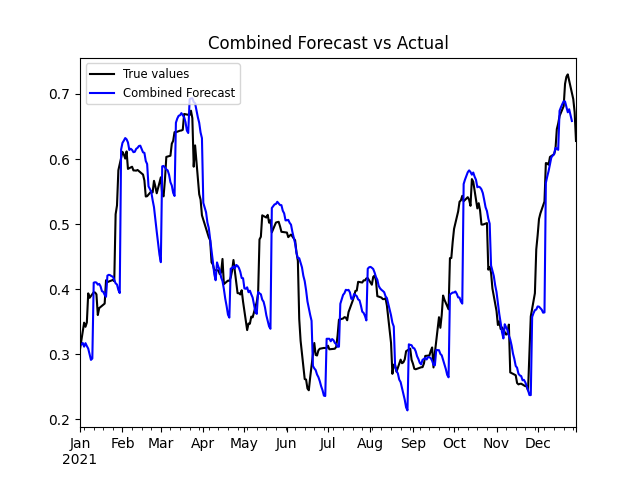 Combined Forecast vs Actual
True values
Combined Forecast
0.7
0.6
0.5
0.4
0.3
0.2
Jan Feb Mar Apr May Jun Jul Aug Sep Oct Nov Dec
2021